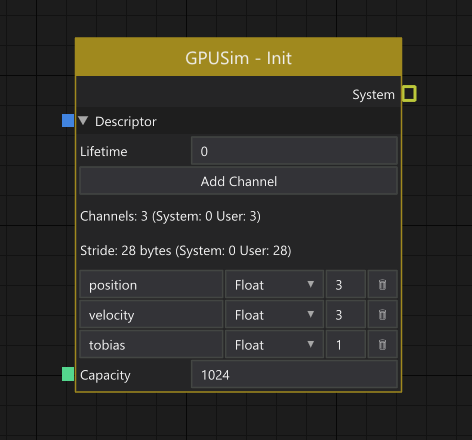 GPUSim - Init
System
Descriptor
Lifetime 0
Add Channel
Channels: 3 (System: 0 User: 3)
Stride: 28 bytes (System: 0 User: 28)
position Float 3
velocity Float 3
tobias Float 1
Capacity 1024